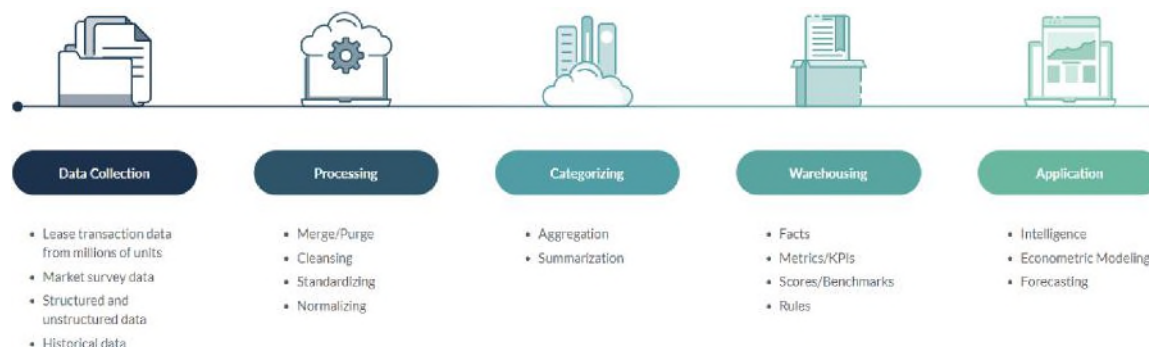 Data Collection
Processing
Categorizing
Warehousing
Application
• Lease transaction data
from millions of units
• Market survey data
• Structured and
unstructured data
• Historical data
• Merge/Purge
• Cleansing
• Standardizing
• Normalizing
• Aggregation
• Summarization
• Facts
• Metrics/KPIs
• Scores/Benchmarks
• Rules
• Intelligence
• Econometric Modeling
• Forecasting